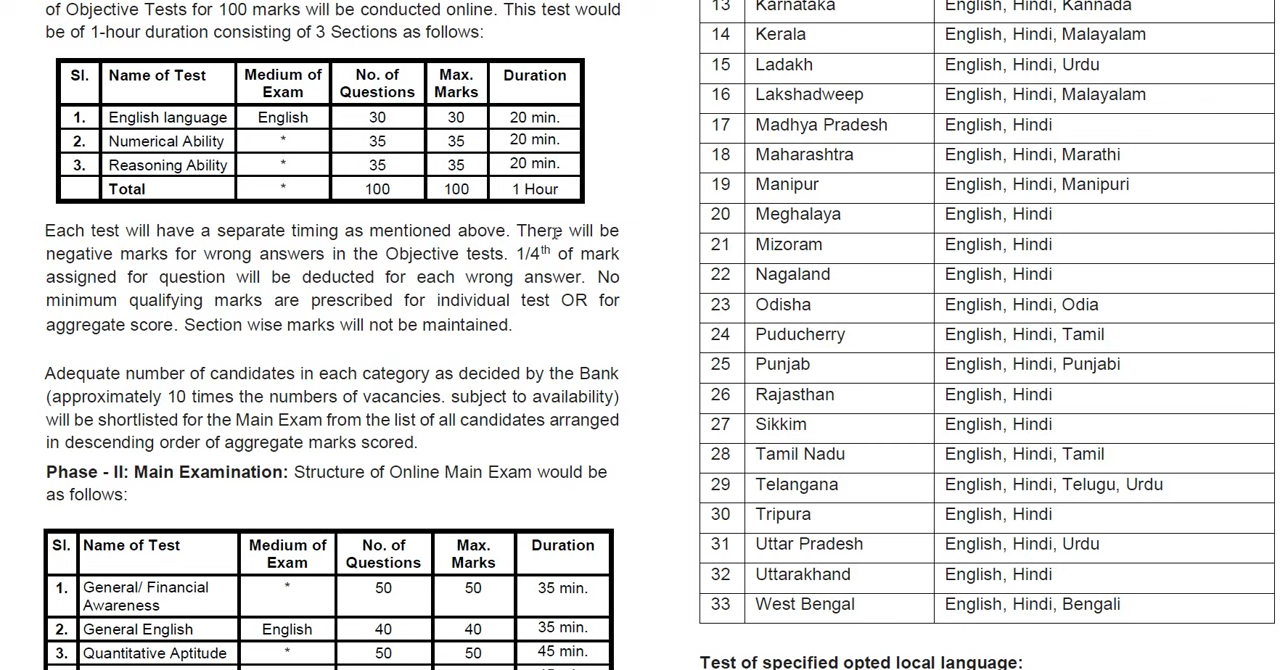 of Objective Tests for 100 marks will be conducted online. This test would
be of 1-hour duration consisting of 3 Sections as follows:
Sl. Name of Test Medium of Exam No. of Questions Max. Marks Duration
1. English language English 30 30 20 min.
2. Numerical Ability * 35 35 20 min.
3. Reasoning Ability * 35 35 20 min.
Total * 100 100 1 Hour
Each test will have a separate timing as mentioned above. There will be
negative marks for wrong answers in the Objective tests. 1/4th of mark
assigned for question will be deducted for each wrong answer. No
minimum qualifying marks are prescribed for individual test OR for
aggregate score. Section wise marks will not be maintained.
Adequate number of candidates in each category as decided by the Bank
(approximately 10 times the numbers of vacancies. subject to availability)
will be shortlisted for the Main Exam from the list of all candidates arranged
in descending order of aggregate marks scored.
Phase - II: Main Examination: Structure of Online Main Exam would be
as follows:
Sl. Name of Test Medium of Exam No. of Questions Max. Marks Duration
1. General/ Financial Awareness * 50 50 35 min.
2. General English English 40 40 35 min.
3. Quantitative Aptitude * 50 50 45 min.
13 Karnataka English, Hindi, Kannada
14 Kerala English, Hindi, Malayalam
15 Ladakh English, Hindi, Urdu
16 Lakshadweep English, Hindi, Malayalam
17 Madhya Pradesh English, Hindi
18 Maharashtra English, Hindi, Marathi
19 Manipur English, Hindi, Manipuri
20 Meghalaya English, Hindi
21 Mizoram English, Hindi
22 Nagaland English, Hindi
23 Odisha English, Hindi, Odia
24 Puducherry English, Hindi, Tamil
25 Punjab English, Hindi, Punjabi
26 Rajasthan English, Hindi
27 Sikkim English, Hindi
28 Tamil Nadu English, Hindi, Tamil
29 Telangana English, Hindi, Telugu, Urdu
30 Tripura English, Hindi
31 Uttar Pradesh English, Hindi, Urdu
32 Uttarakhand English, Hindi
33 West Bengal English, Hindi, Bengali
Test of specified opted local language: